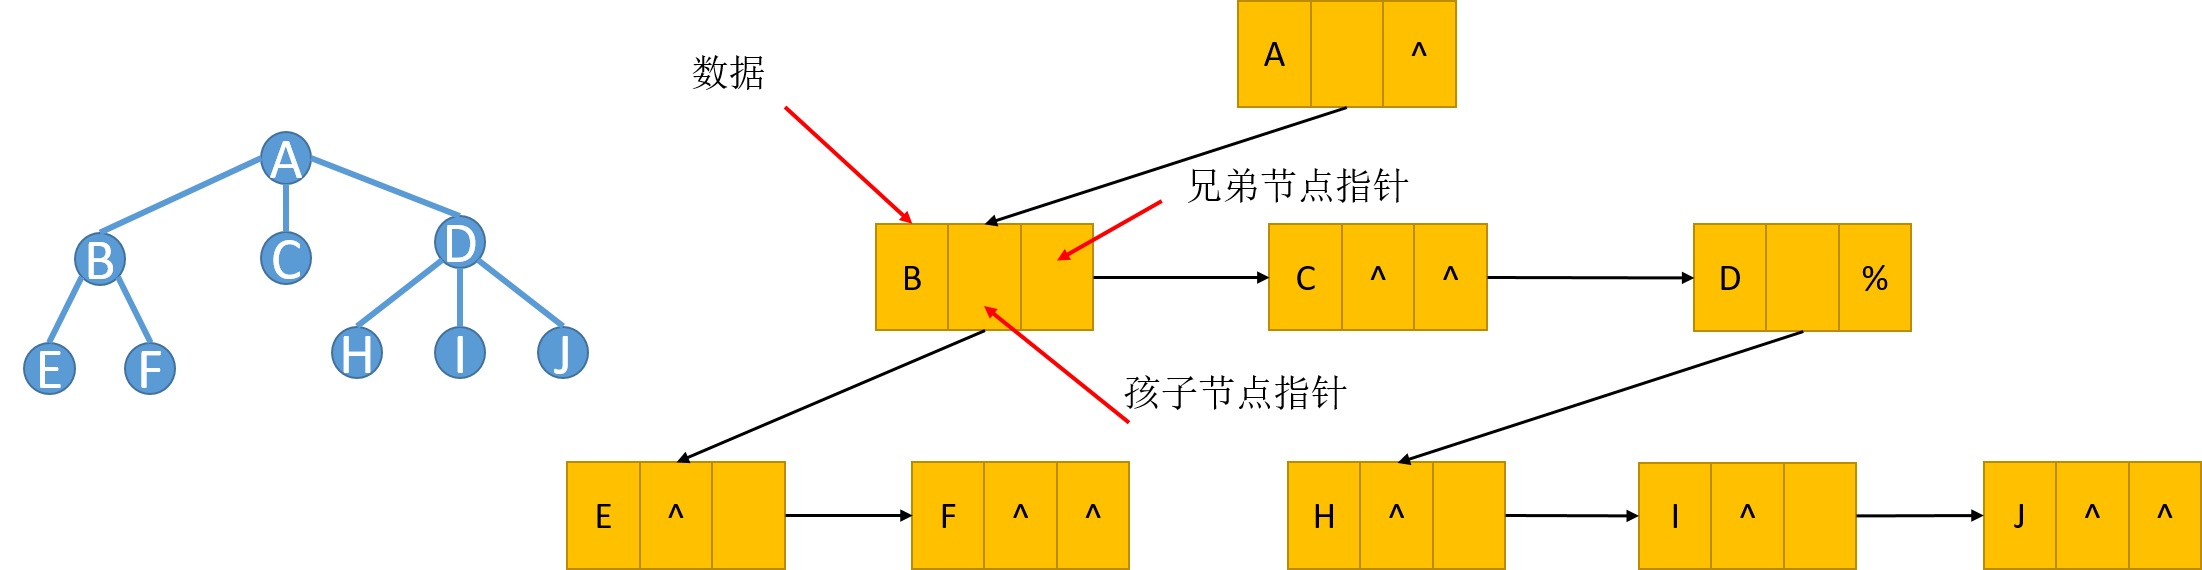 A ^
数据
A
兄弟节点指针
B C D
B C ^ ^ D %
E F H I J
孩子节点指针
E ^ F ^ ^ H ^ I ^ J ^ ^